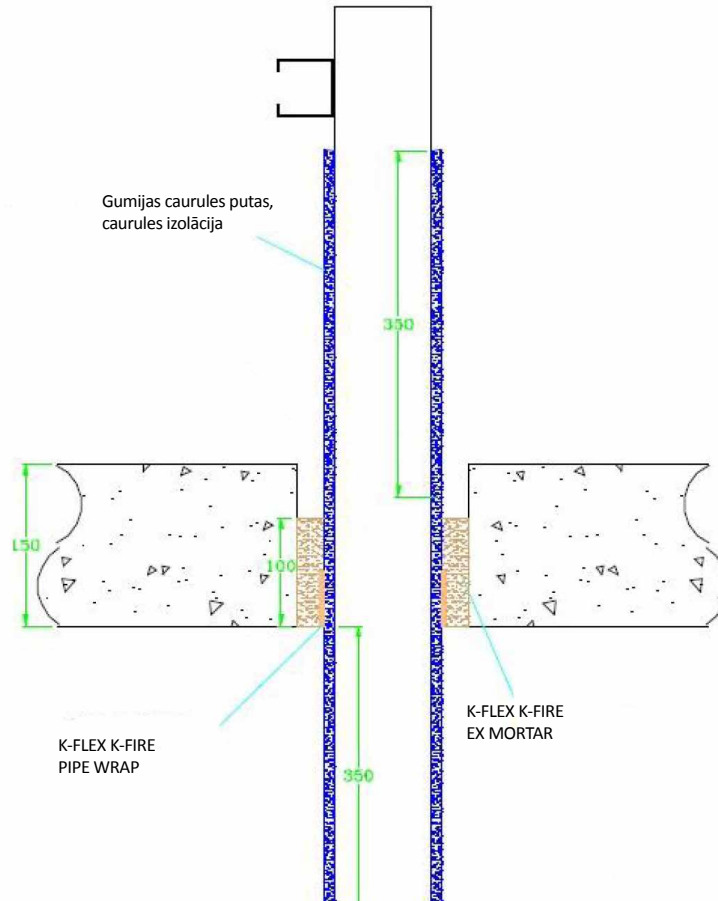 Gumijas caurules putas,
caurules izolācija
350
150
100
K-FLEX K-FIRE
EX MORTAR
K-FLEX K-FIRE
PIPE WRAP
350